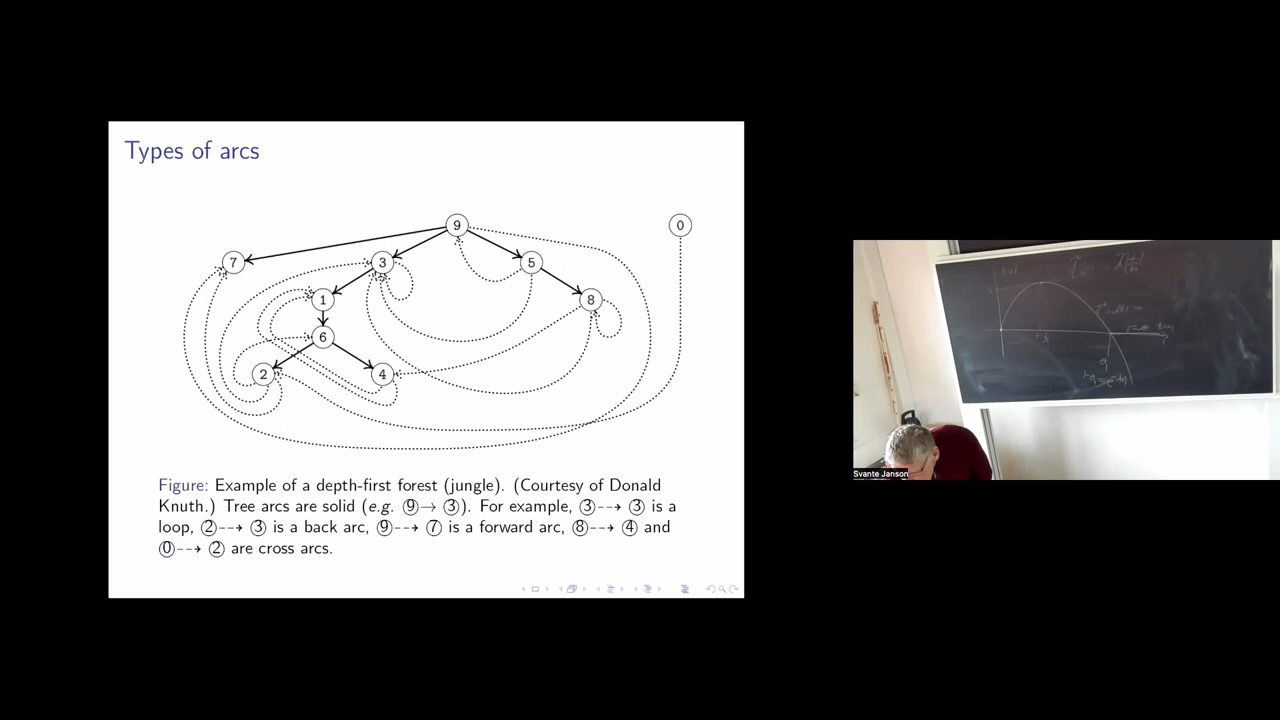 Types of arcs
9
0
7
3
5
1
8
6
2
4
Figure: Example of a depth-first forest (jungle). (Courtesy of Donald
Knuth.) Tree arcs are solid (e.g. ⑨→ ③). For example, ③⇢ ③ is a
loop, ②⇢ ③ is a back arc, ⑨⇢ ⑦ is a forward arc, ⑧⇢ ④ and
⓪⇢ ② are cross arcs.
Svante Janson